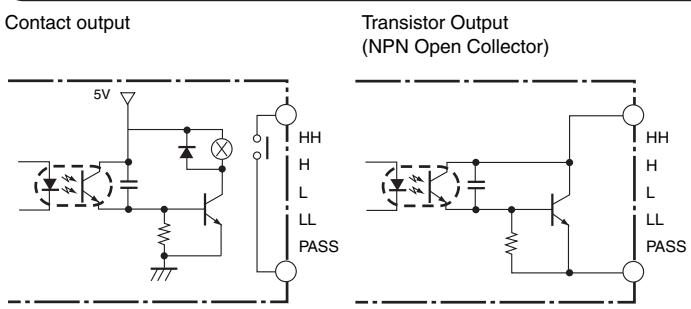 Contact output
Transistor Output
(NPN Open Collector)
5V
HH
H
L
LL
PASS
HH
H
L
LL
PASS